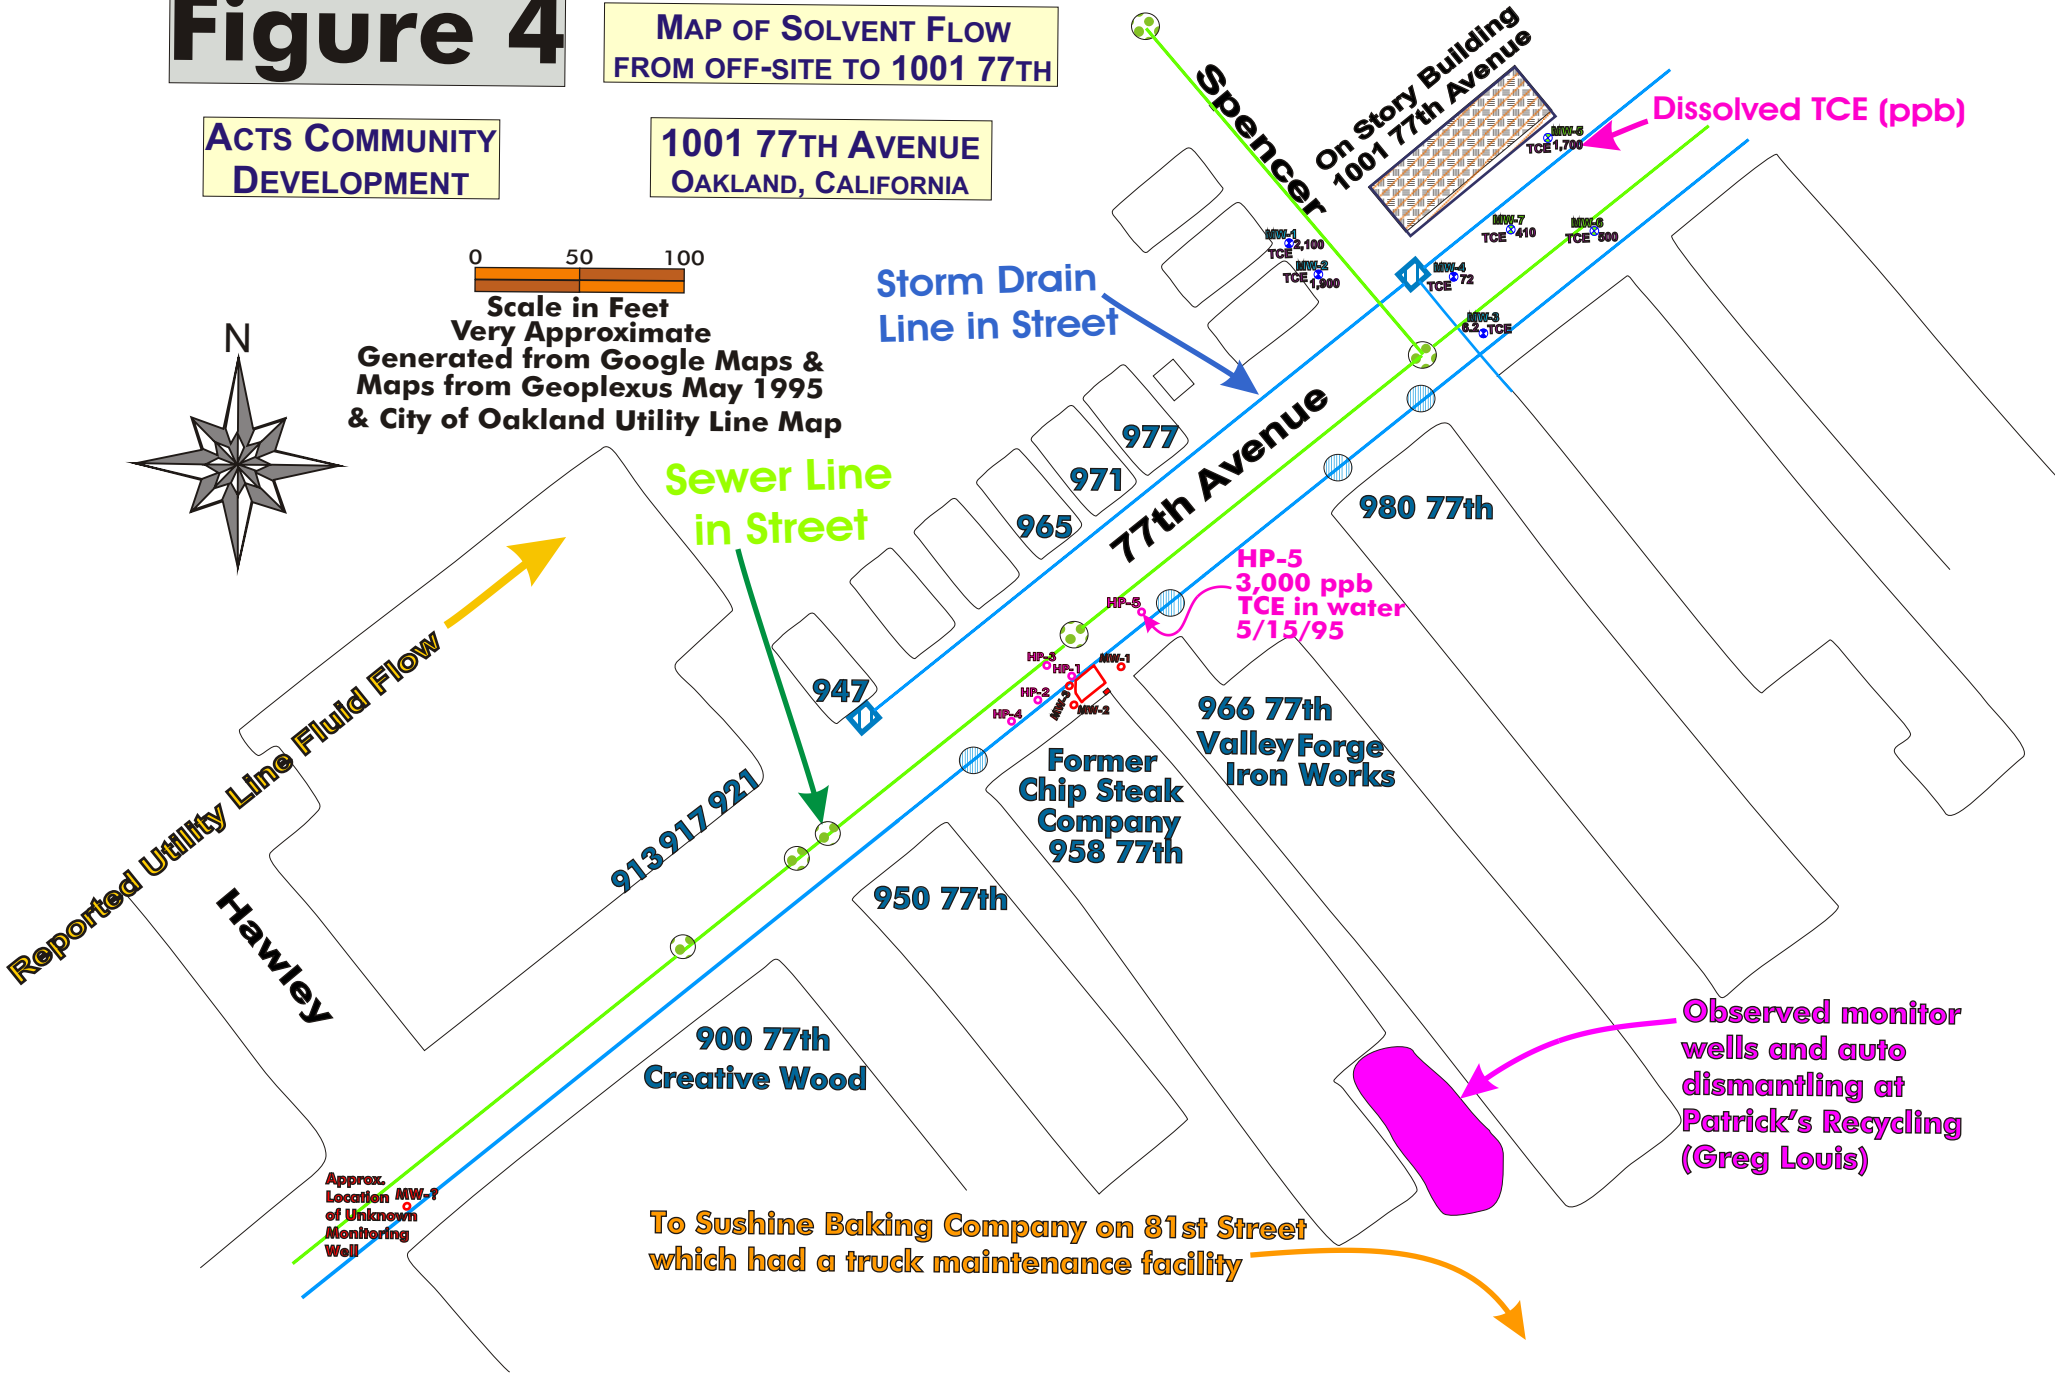 Figure 4
MAP OF SOLVENT FLOW
FROM OFF-SITE TO 1001 77TH
ACTS COMMUNITY
DEVELOPMENT
1001 77TH AVENUE
OAKLAND, CALIFORNIA
0 50 100
Scale in Feet
Very Approximate
Generated from Google Maps &
Maps from Geoplexus May 1995
& City of Oakland Utility Line Map
N
Spencer
On Story Building
1001 77th Avenue
Dissolved TCE (ppb)
MW-5
TCE 1,700
MW-7
TCE 410
MW-6
TCE 500
MW-1
2,100
TCE
MW-2
TCE
1,900
MW-4
72
TCE
MW-3
6.2 TCE
Storm Drain
Line in Street
77th Avenue
977
971
965
947
Sewer Line
in Street
980 77th
HP-5
3,000 ppb
TCE in water
5/15/95
HP-5
HP-3
HP-1
MW-1
HP-2
MW-3
MW-2
HP-4
966 77th
Valley Forge
Iron Works
Former
Chip Steak
Company
958 77th
950 77th
913 917 921
Reported Utility Line Fluid Flow
Hawley
900 77th
Creative Wood
Observed monitor
wells and auto
dismantling at
Patrick's Recycling
(Greg Louis)
Approx.
Location MW-?
of Unknown
Monitoring
Well
To Sushine Baking Company on 81st Street
which had a truck maintenance facility